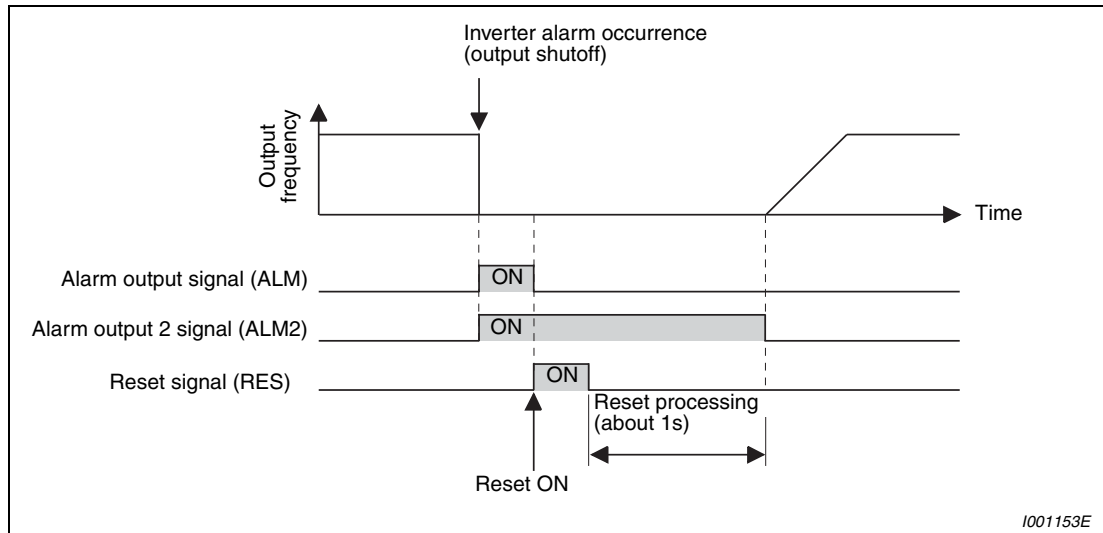 Inverter alarm occurrence
(output shutoff)
Output
frequency
Time
Alarm output signal (ALM)
ON
Alarm output 2 signal (ALM2)
ON
Reset signal (RES)
ON
Reset processing
(about 1s)
Reset ON
I001153E